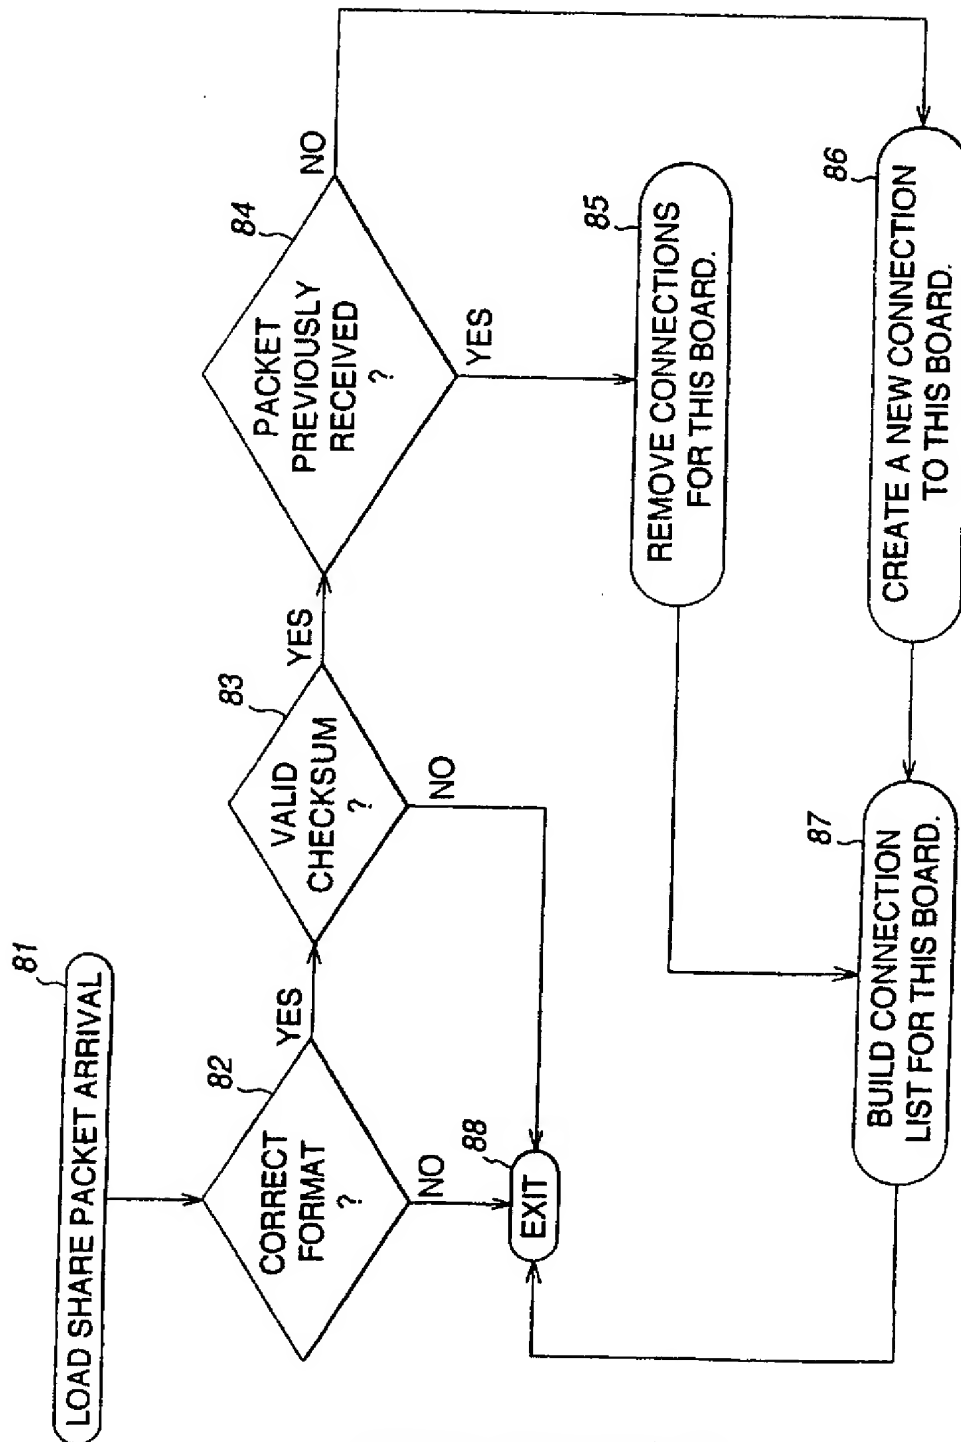 81
LOAD SHARE PACKET ARRIVAL
82
CORRECT
FORMAT
?
YES
NO
83
VALID
CHECKSUM
?
YES
NO
84
PACKET
PREVIOUSLY
RECEIVED
?
NO
YES
85
REMOVE CONNECTIONS
FOR THIS BOARD.
86
CREATE A NEW CONNECTION
TO THIS BOARD.
87
BUILD CONNECTION
LIST FOR THIS BOARD.
88
EXIT